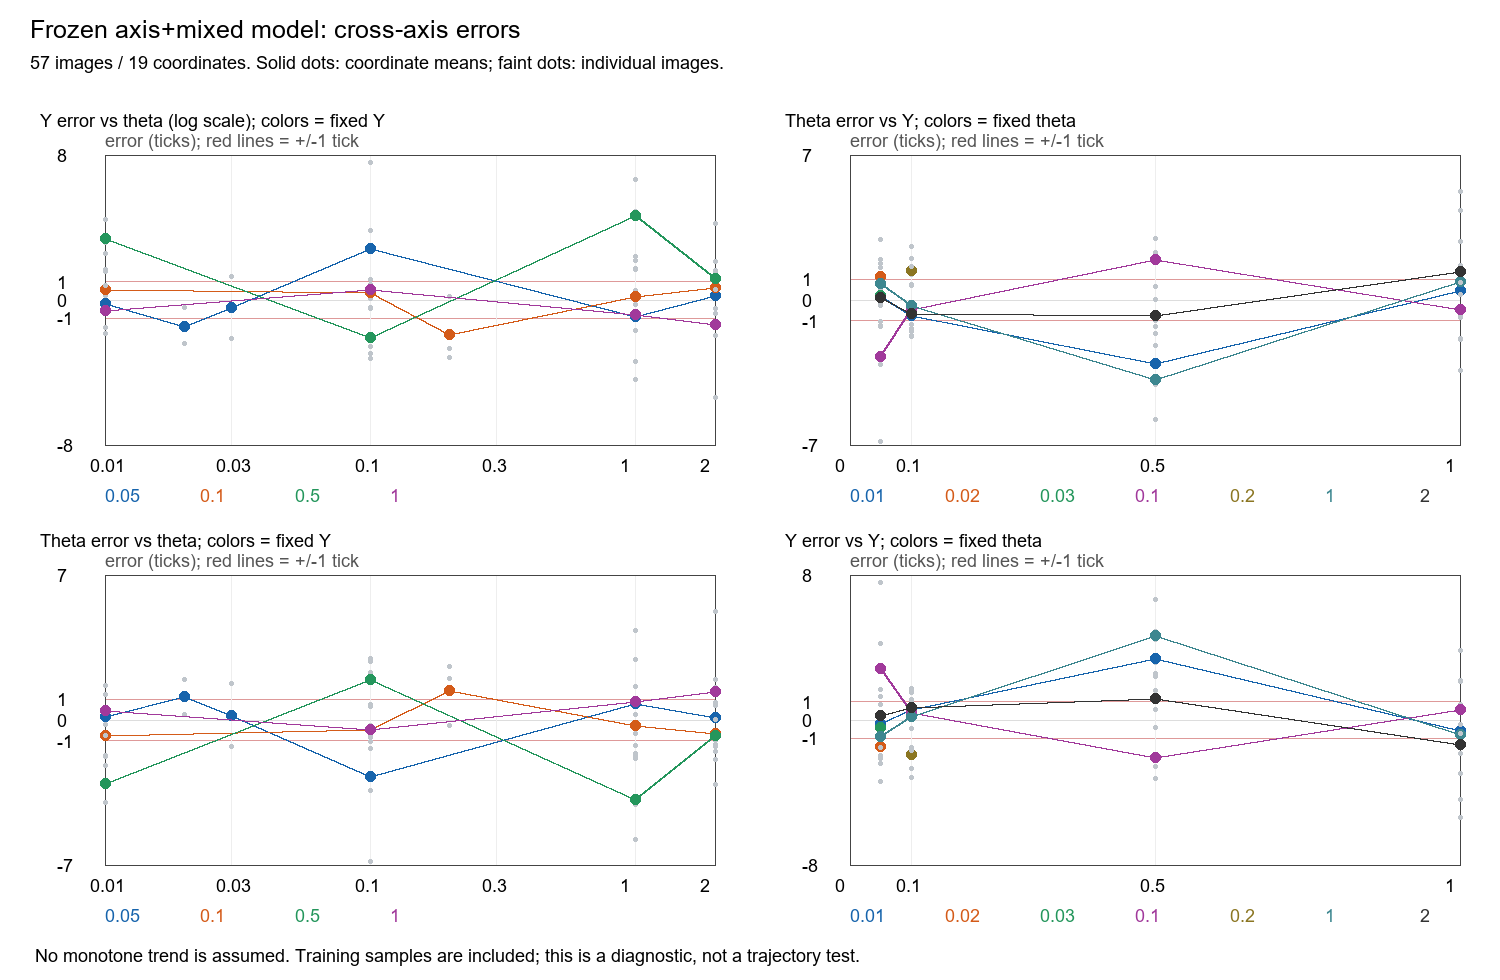 Frozen axis+mixed model: cross-axis errors
57 images / 19 coordinates. Solid dots: coordinate means; faint dots: individual images.
Y error vs theta (log scale); colors = fixed Y
error (ticks); red lines = +/-1 tick
8
1
0
-1
-8
0.01 0.03 0.1 0.3 1 2
0.05 0.1 0.5 1
Theta error vs Y; colors = fixed theta
error (ticks); red lines = +/-1 tick
7
1
0
-1
-7
0 0.1 0.5 1
0.01 0.02 0.03 0.1 0.2 1 2
Theta error vs theta; colors = fixed Y
error (ticks); red lines = +/-1 tick
7
1
0
-1
-7
0.01 0.03 0.1 0.3 1 2
0.05 0.1 0.5 1
Y error vs Y; colors = fixed theta
error (ticks); red lines = +/-1 tick
8
1
0
-1
-8
0 0.1 0.5 1
0.01 0.02 0.03 0.1 0.2 1 2
No monotone trend is assumed. Training samples are included; this is a diagnostic, not a trajectory test.